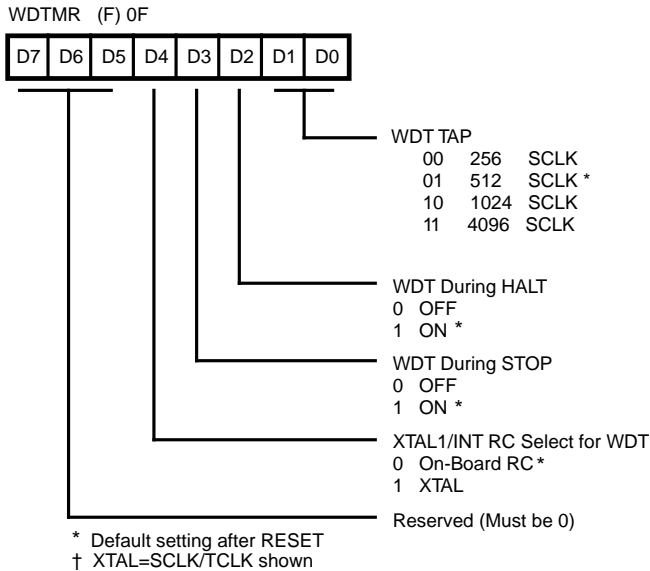 WDTMR (F) 0F
D7 D6 D5 D4 D3 D2 D1 D0
WDT TAP
00 256 SCLK
01 512 SCLK *
10 1024 SCLK
11 4096 SCLK
WDT During HALT
0 OFF
1 ON *
WDT During STOP
0 OFF
1 ON *
XTAL1/INT RC Select for WDT
0 On-Board RC *
1 XTAL
Reserved (Must be 0)
* Default setting after RESET
† XTAL=SCLK/TCLK shown